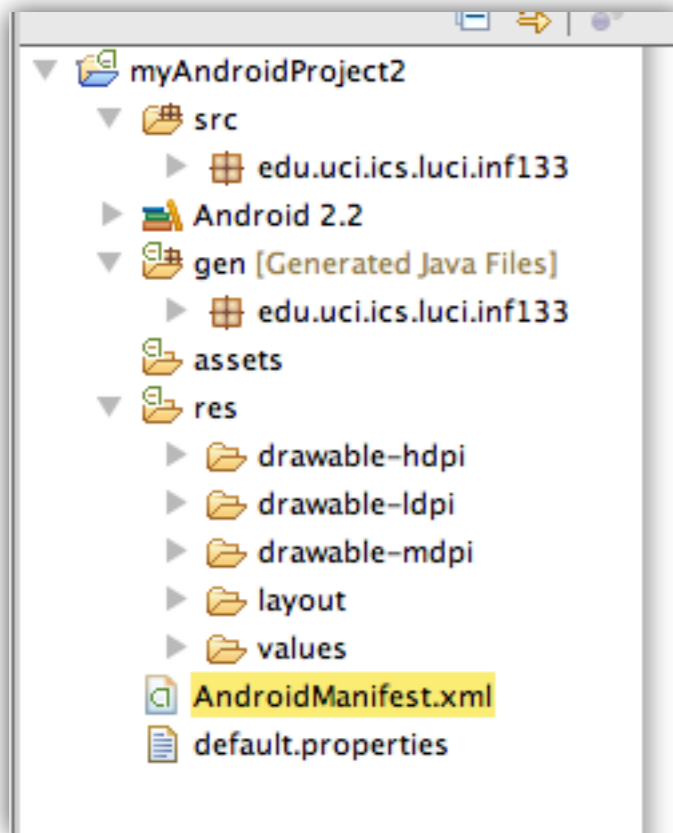 myAndroidProject2
src
edu.uci.ics.luci.inf133
Android 2.2
gen [Generated Java Files]
edu.uci.ics.luci.inf133
assets
res
drawable-hdpi
drawable-ldpi
drawable-mdpi
layout
values
AndroidManifest.xml
default.properties